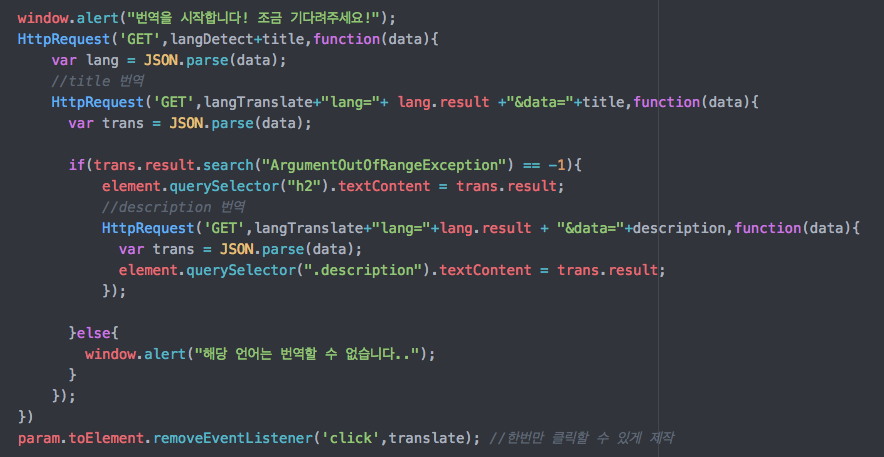 window.alert("번역을 시작합니다! 조금 기다려주세요!");
HttpRequest('GET',langDetect+title,function(data){
    var lang = JSON.parse(data);
    //title 번역
    HttpRequest('GET',langTranslate+"lang="+ lang.result +"&data="+title,function(data){
      var trans = JSON.parse(data);

      if(trans.result.search("ArgumentOutOfRangeException") == -1){
          element.querySelector("h2").textContent = trans.result;
          //description 번역
          HttpRequest('GET',langTranslate+"lang="+lang.result + "&data="+description,function(data){
            var trans = JSON.parse(data);
            element.querySelector(".description").textContent = trans.result;
          });

      }else{
        window.alert("해당 언어는 번역할 수 없습니다..");
      }
    });
})
param.toElement.removeEventListener('click',translate); //한번만 클릭할 수 있게 제작